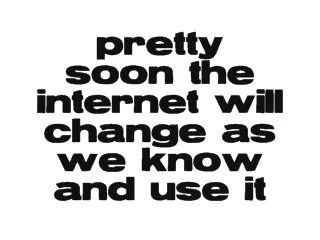 pretty
soon the
internet will
change as
we know
and use it